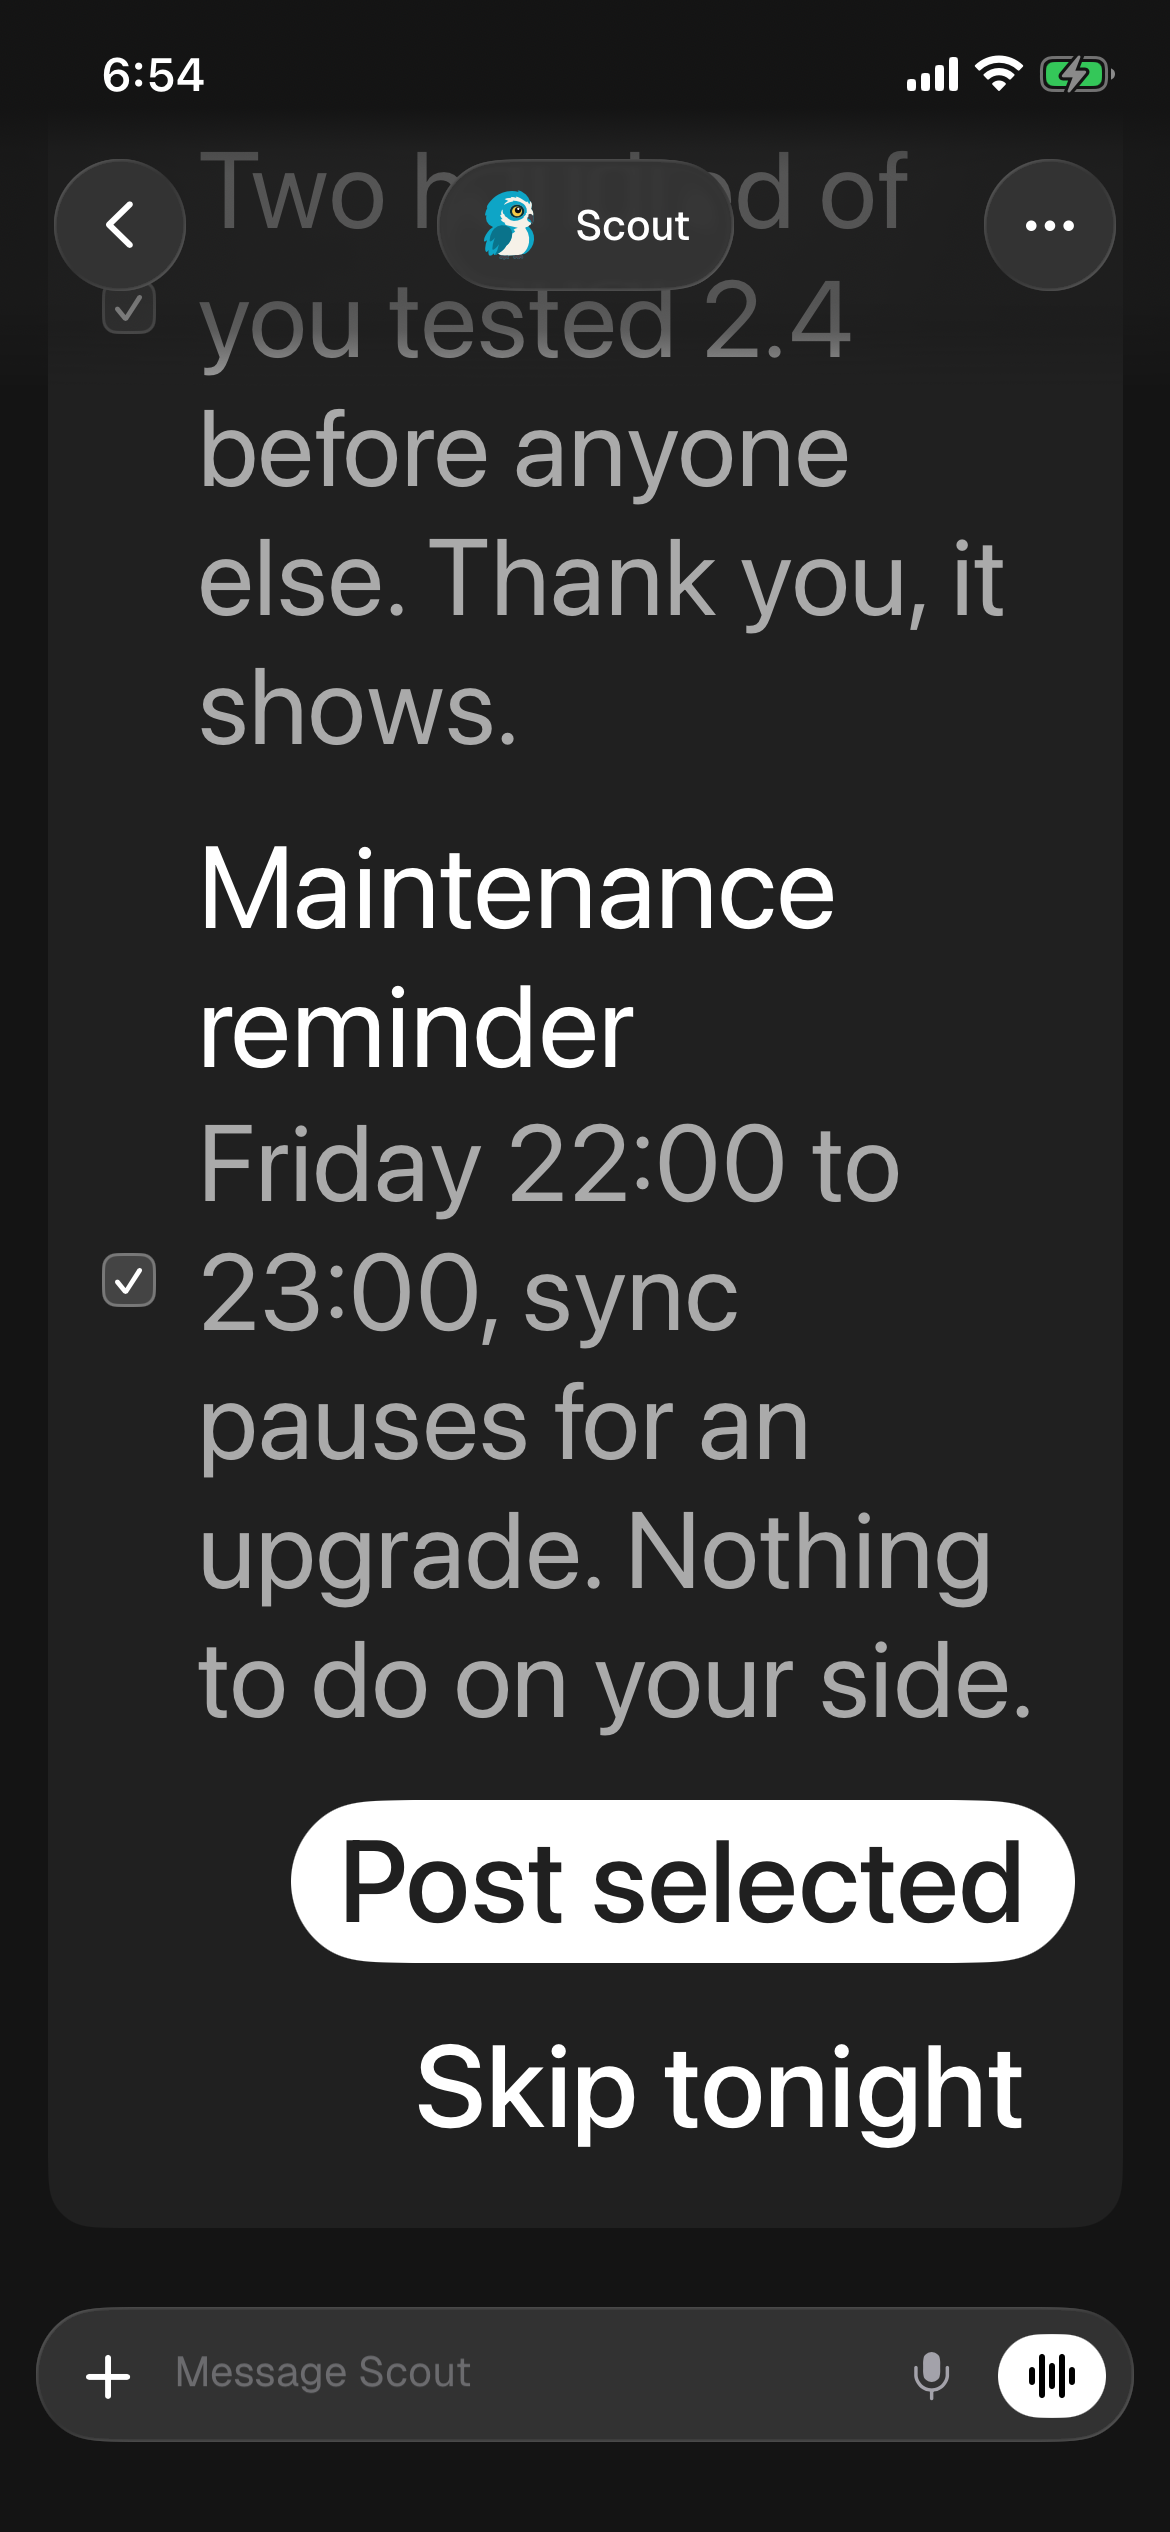 6:54
Two of
Scout
you tested 2.4
before anyone
else. Thank you, it
shows.
Maintenance
reminder
Friday 22:00 to
23:00, sync
pauses for an
upgrade. Nothing
to do on your side.
Post selected
Skip tonight
Message Scout